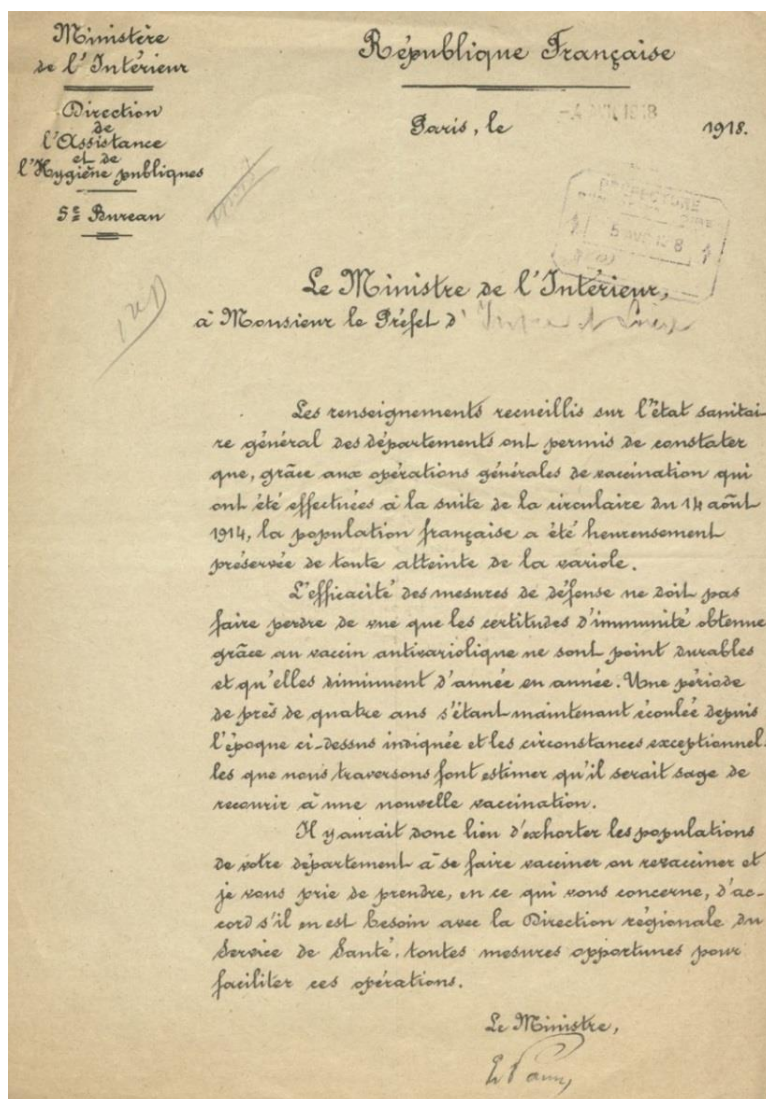 Ministère
de l'Intérieur
Direction
de
l'Assistance
et de
l'Hygiène publiques
5e Bureau
République Française
Paris, le
1918.
PREFECTURE
Le Ministre de l'Intérieur,
à Monsieur le Préfet d'Indre et Loire
Les renseignements recueillis sur l'état sanitai-
re général des départements ont permis de constater
que, grâce aux opérations générales de vaccination qui
ont été effectuées à la suite de la circulaire du 14 août
1914, la population française a été heureusement
préservée de toute atteinte de la variole.
L'efficacité des mesures de défense ne doit pas
faire perdre de vue que les certitudes d'immunité obtenue
grâce au vaccin antivariolique ne sont point durables
et qu'elles diminuent d'année en année. Une période
de près de quatre ans s'étant maintenant écoulée depuis
l'époque ci-dessus indiquée et les circonstances exceptionnel-
les que nous traversons font estimer qu'il serait sage de
recourir à une nouvelle vaccination.
Il y aurait donc lieu d'exhorter les populations
de votre département à se faire vacciner ou revacciner et
je vous prie de prendre, en ce qui vous concerne, d'ac-
cord s'il en est besoin avec la Direction régionale du
Service de Santé, toutes mesures opportunes pour
faciliter ces opérations.
Le Ministre,